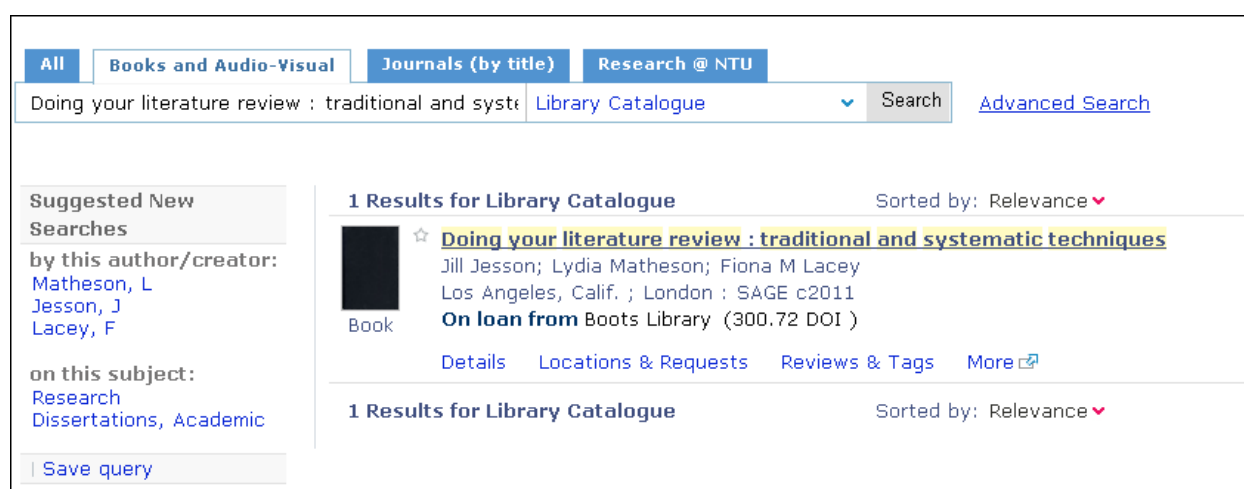 All Books and Audio-Visual Journals (by title) Research @ NTU
Doing your literature review : traditional and syste Library Catalogue Search Advanced Search
Suggested New
Searches
by this author/creator:
Matheson, L
Jesson, J
Lacey, F
on this subject:
Research
Dissertations, Academic
Save query
1 Results for Library Catalogue Sorted by: Relevance
Doing your literature review : traditional and systematic techniques
Jill Jesson; Lydia Matheson; Fiona M Lacey
Los Angeles, Calif. ; London : SAGE c2011
Book
On loan from Boots Library (300.72 DOI )
Details Locations & Requests Reviews & Tags More
1 Results for Library Catalogue Sorted by: Relevance